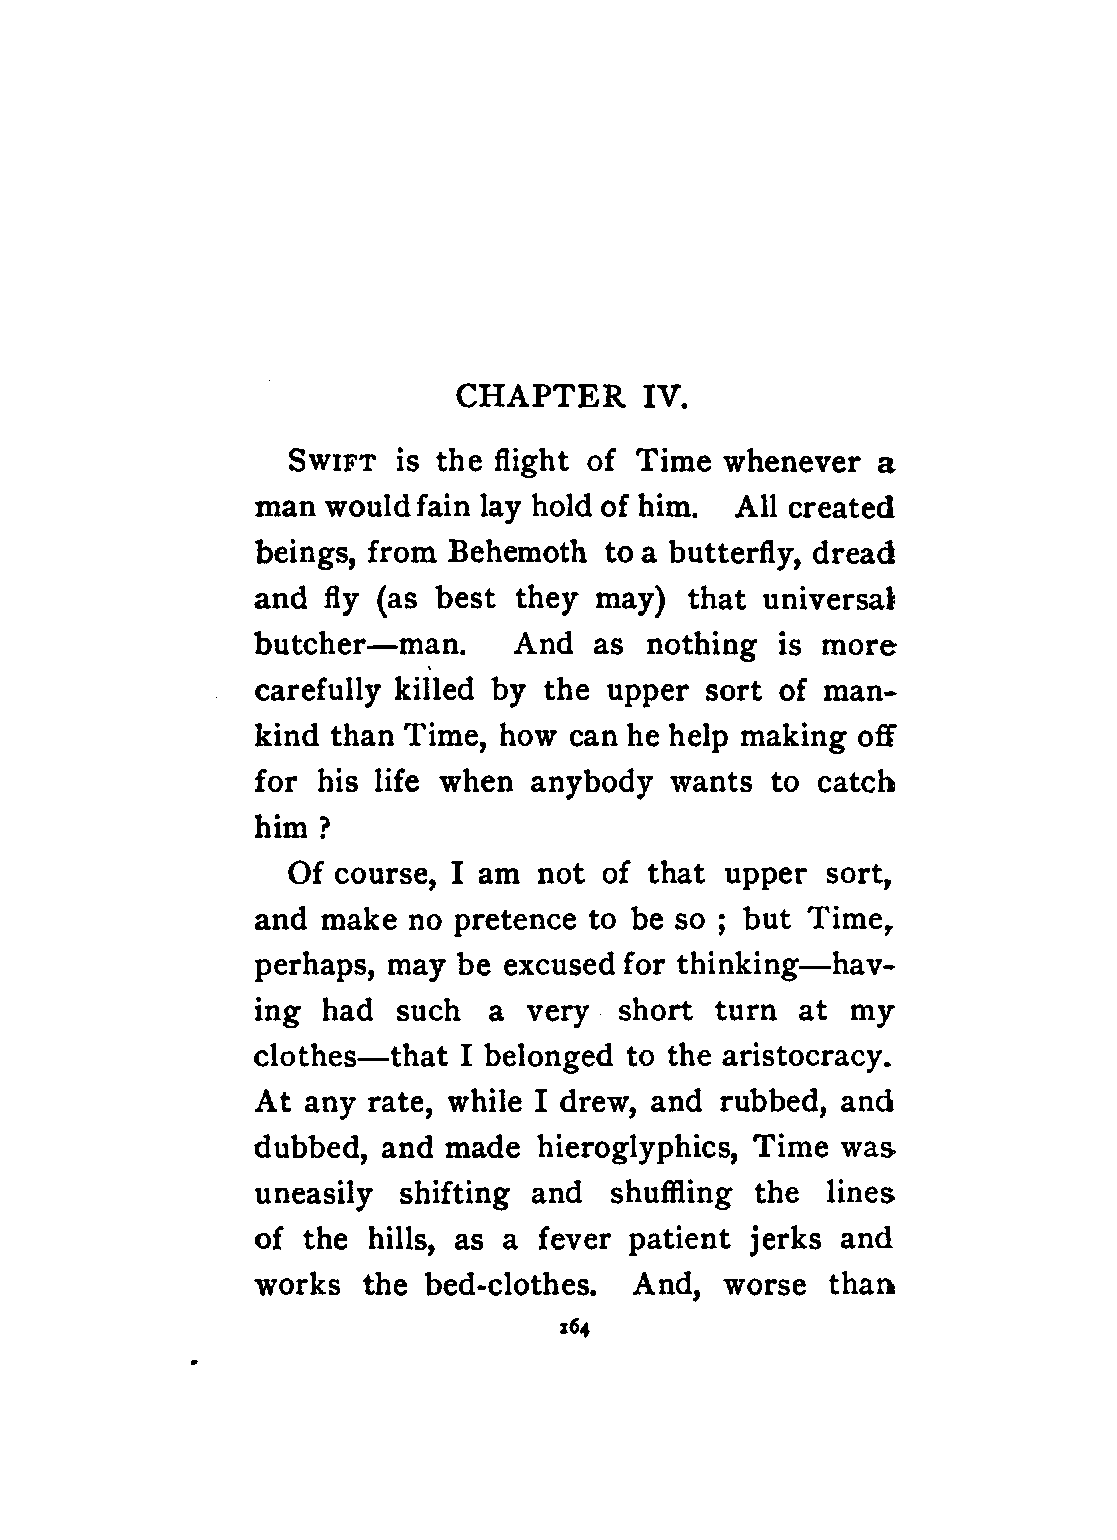 CHAPTER IV.
SWIFT is the flight of Time whenever a
man would fain lay hold of him. All created
beings, from Behemoth to a butterfly, dread
and fly (as best they may) that universal
butcher—man. And as nothing is more
carefully killed by the upper sort of man-
kind than Time, how can he help making off
for his life when anybody wants to catch
him ?
Of course, I am not of that upper sort,
and make no pretence to be so ; but Time,
perhaps, may be excused for thinking—hav-
ing had such a very short turn at my
clothes—that I belonged to the aristocracy.
At any rate, while I drew, and rubbed, and
dubbed, and made hieroglyphics, Time was
uneasily shifting and shuffling the lines
of the hills, as a fever patient jerks and
works the bed-clothes. And, worse than
164